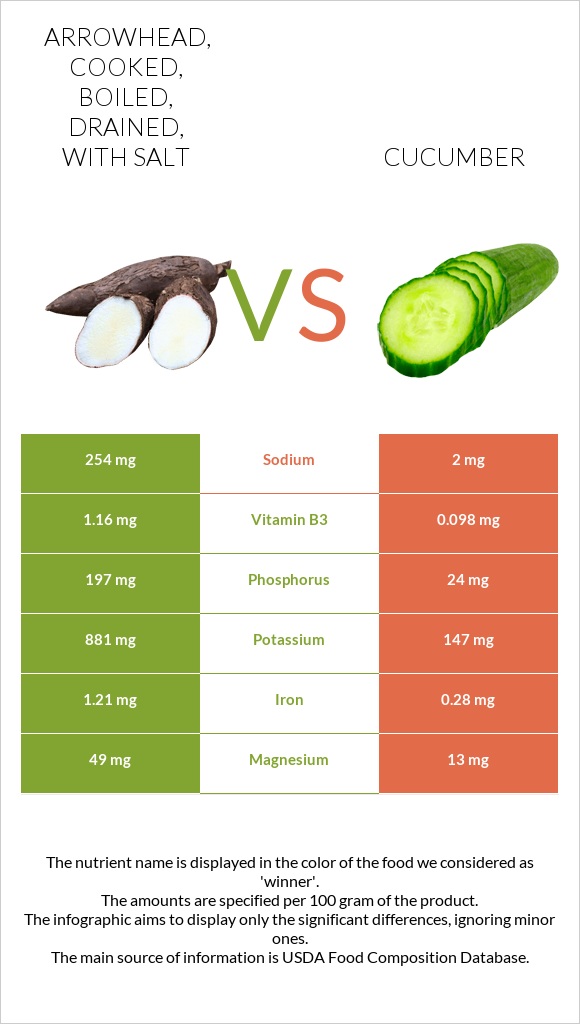 ARROWHEAD,
COOKED,
BOILED,
DRAINED,
WITH SALT
CUCUMBER
VS
254 mg Sodium 2 mg
1.16 mg Vitamin B3 0.098 mg
197 mg Phosphorus 24 mg
881 mg Potassium 147 mg
1.21 mg Iron 0.28 mg
49 mg Magnesium 13 mg
The nutrient name is displayed in the color of the food we considered as
'winner'.
The amounts are specified per 100 gram of the product.
The infographic aims to display only the significant differences, ignoring minor
ones.
The main source of information is USDA Food Composition Database.